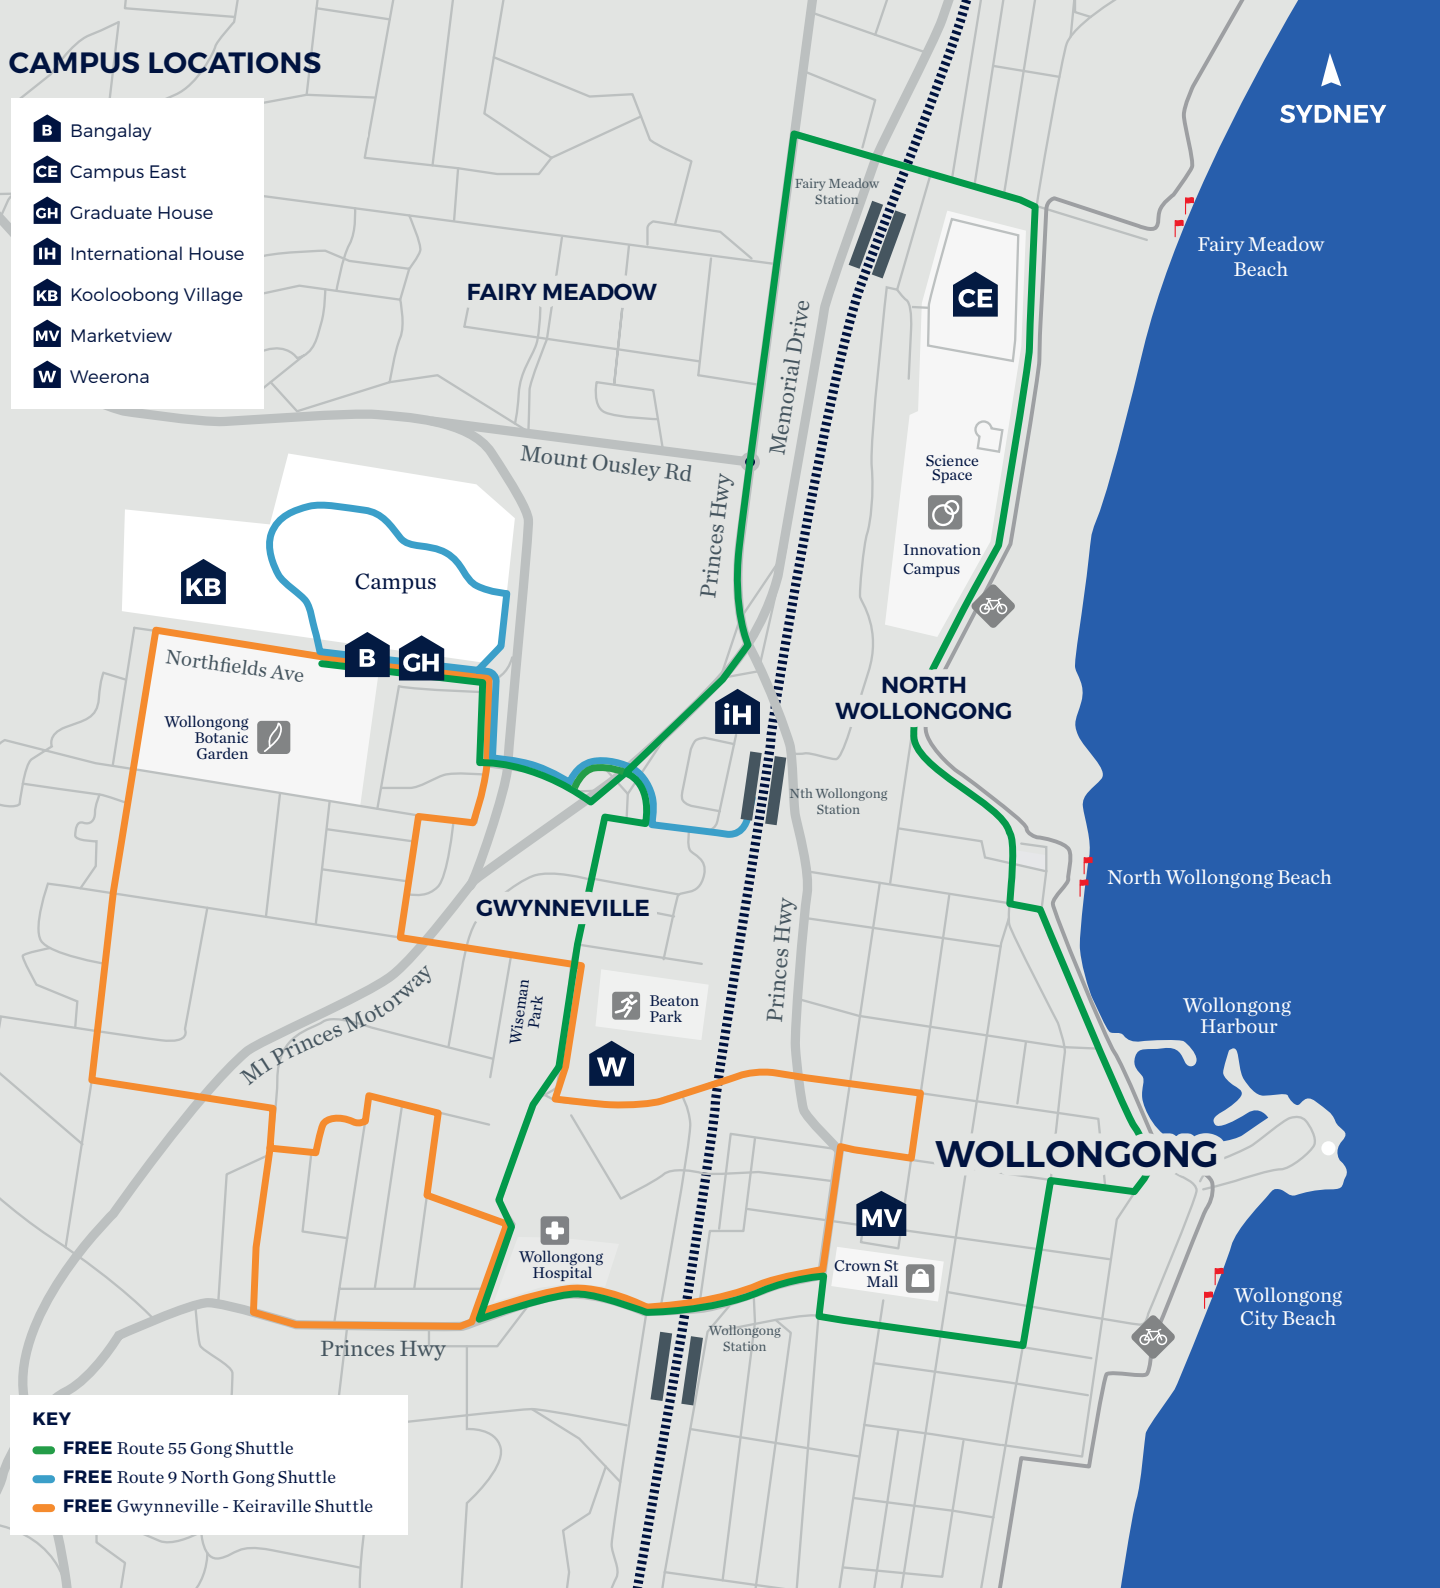 CAMPUS LOCATIONS
B Bangalay
CE Campus East
GH Graduate House
IH International House
KB Kooloobong Village
MV Marketview
W Weerona
SYDNEY
Fairy Meadow
Station
Fairy Meadow
Beach
FAIRY MEADOW
CE
Memorial Drive
Mount Ousley Rd
Princes Hwy
Science
Space
Innovation
Campus
KB
Campus
B
GH
Northfields Ave
Wollongong
Botanic
Garden
iH
NORTH
WOLLONGONG
Nth Wollongong
Station
North Wollongong Beach
GWYNNEVILLE
Princes Hwy
M1 Princes Motorway
Wiseman
Park
Beaton
Park
W
Wollongong
Harbour
WOLLONGONG
MV
Crown St
Mall
Wollongong
Hospital
Wollongong
City Beach
Princes Hwy
Wollongong
Station
KEY
FREE Route 55 Gong Shuttle
FREE Route 9 North Gong Shuttle
FREE Gwynneville - Keiraville Shuttle